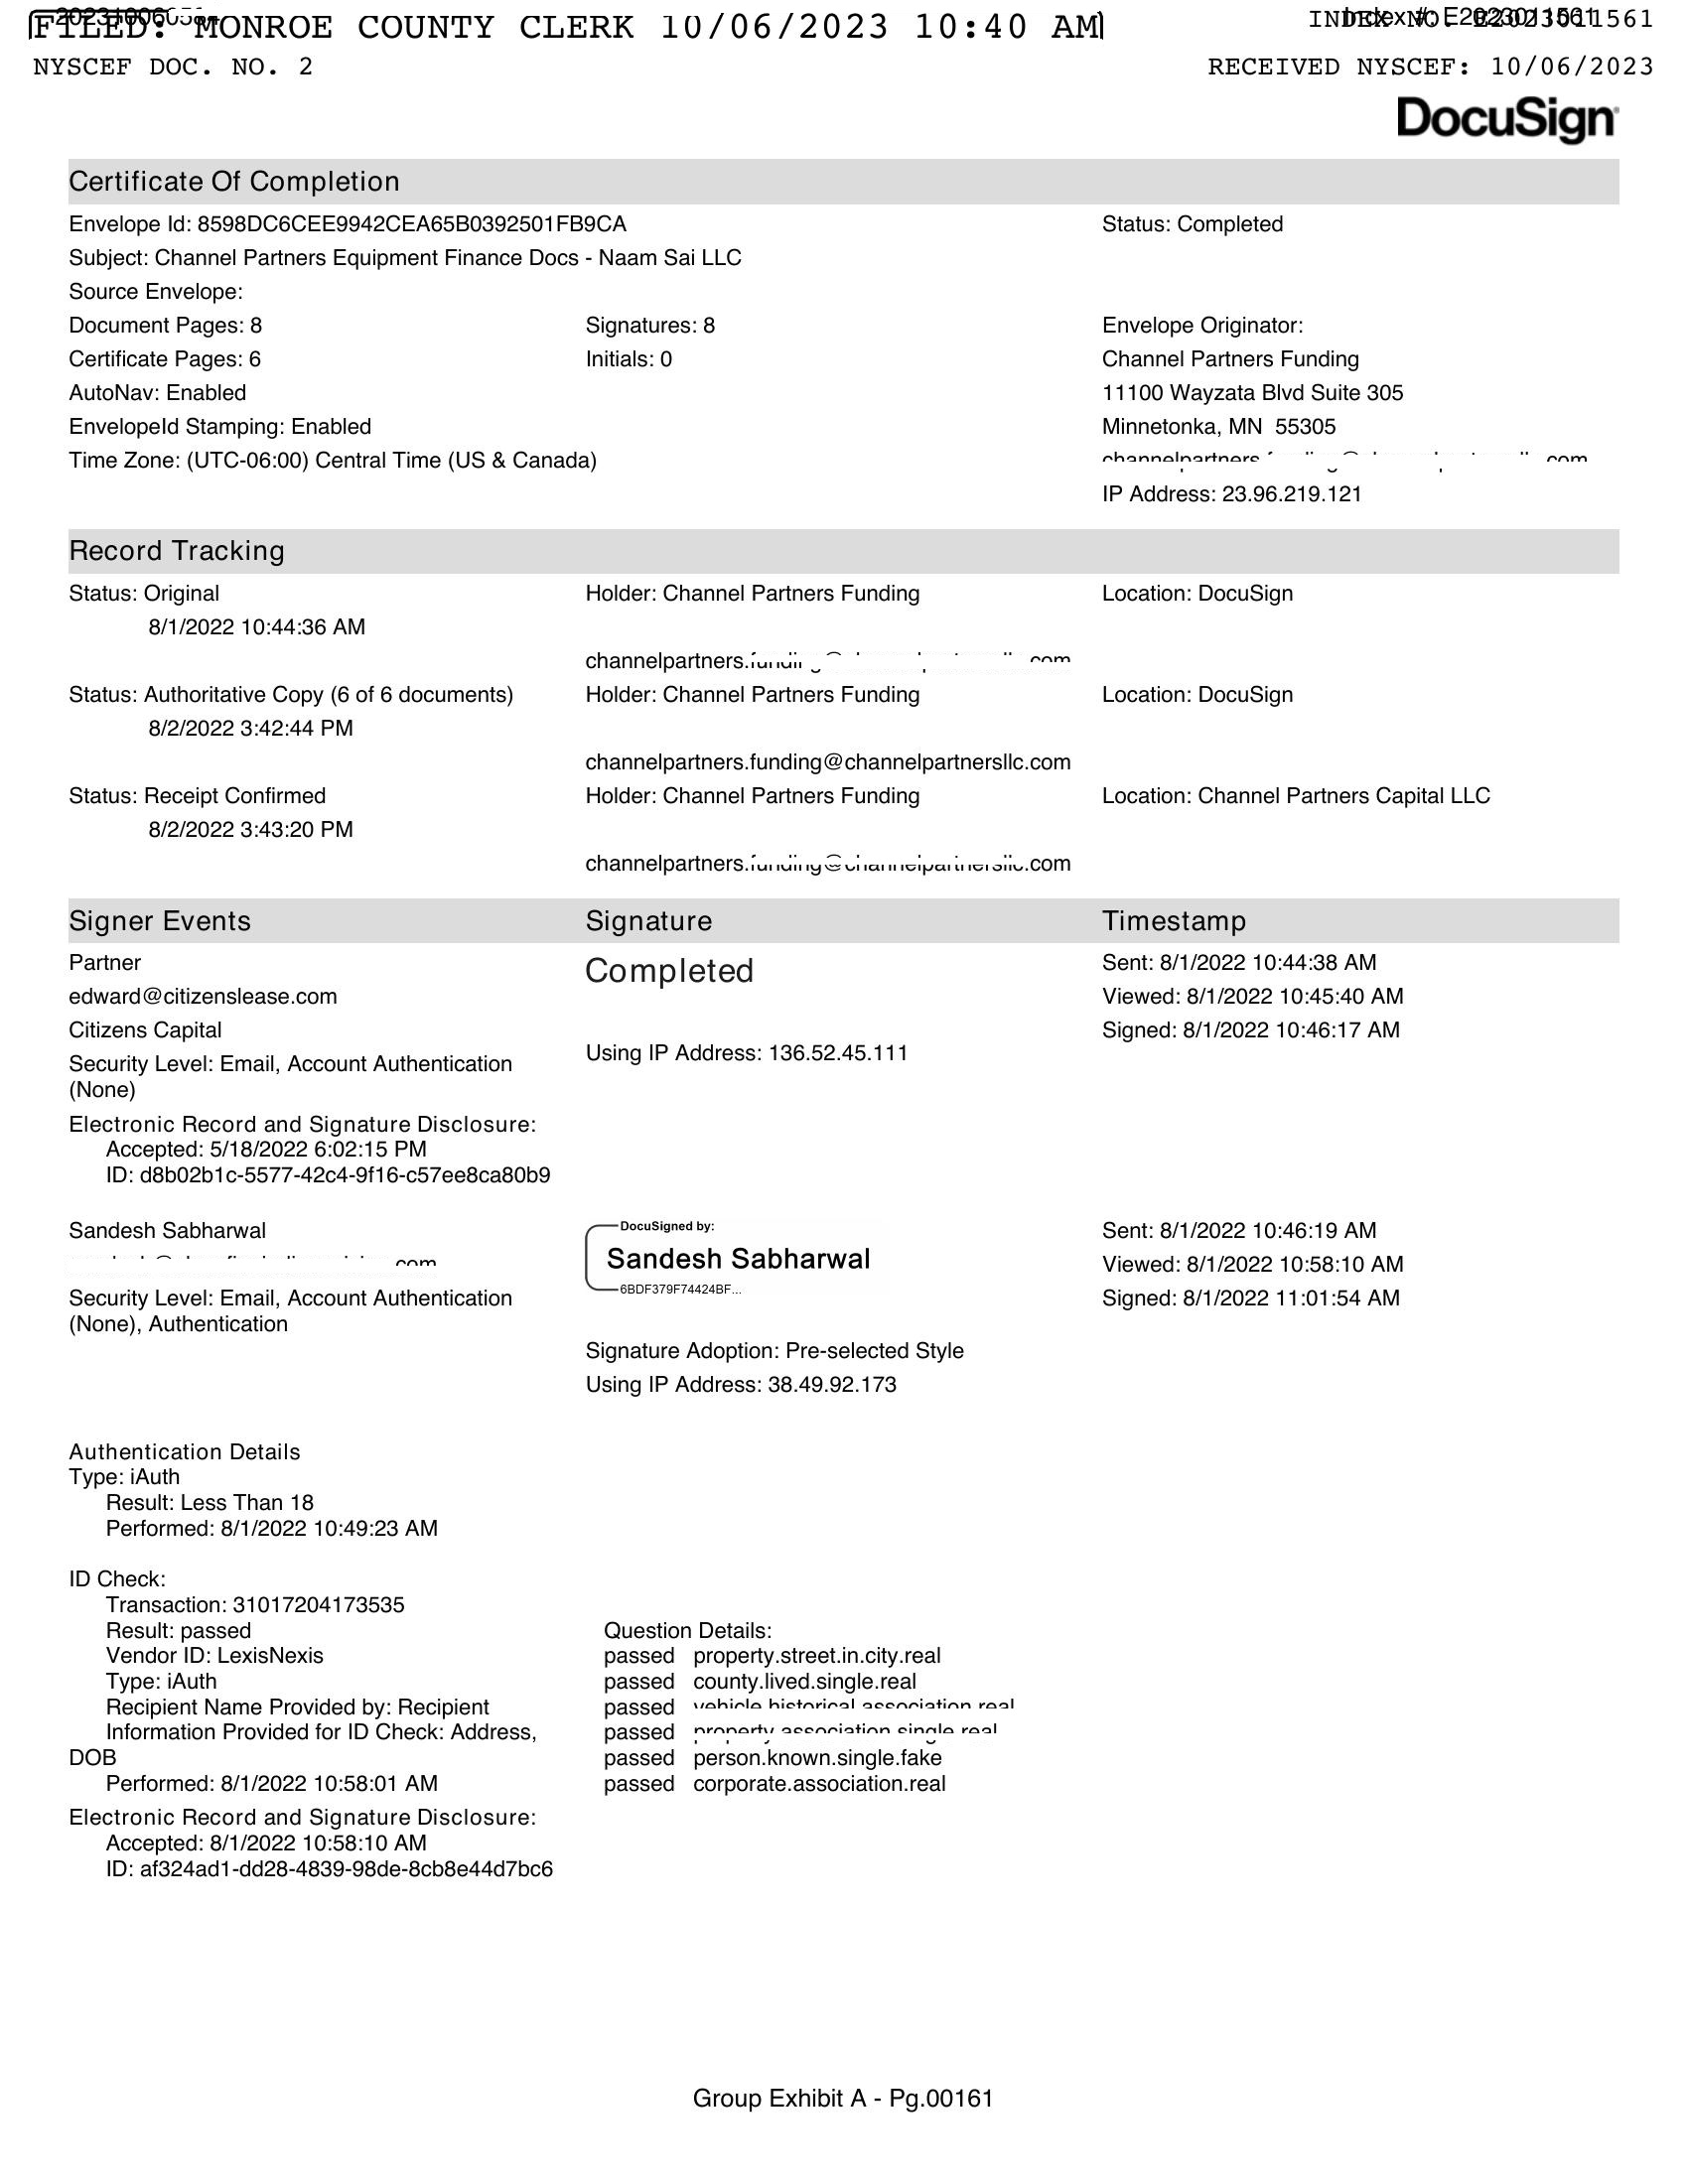 FILED: MONROE COUNTY CLERK 10/06/2023 10:40 AM
INDEX NO. E2023011561
NYSCEF DOC. NO. 2
RECEIVED NYSCEF: 10/06/2023
DocuSign
Certificate Of Completion
Envelope Id: 8598DC6CEE9942CEA65B0392501FB9CA
Status: Completed
Subject: Channel Partners Equipment Finance Docs - Naam Sai LLC
Source Envelope:
Document Pages: 8
Signatures: 8
Envelope Originator:
Certificate Pages: 6
Initials: 0
Channel Partners Funding
AutoNav: Enabled
11100 Wayzata Blvd Suite 305
EnvelopeId Stamping: Enabled
Minnetonka, MN 55305
Time Zone: (UTC-06:00) Central Time (US & Canada)
IP Address: 23.96.219.121
Record Tracking
Status: Original
Holder: Channel Partners Funding
Location: DocuSign
8/1/2022 10:44:36 AM
channelpartners.
Status: Authoritative Copy (6 of 6 documents)
Holder: Channel Partners Funding
Location: DocuSign
8/2/2022 3:42:44 PM
channelpartners.funding@channelpartnersllc.com
Status: Receipt Confirmed
Holder: Channel Partners Funding
Location: Channel Partners Capital LLC
8/2/2022 3:43:20 PM
channelpartners.funding@channelpartnersllc.com
Signer Events
Signature
Timestamp
Partner
Completed
Sent: 8/1/2022 10:44:38 AM
edward@citizenslease.com
Viewed: 8/1/2022 10:45:40 AM
Citizens Capital
Signed: 8/1/2022 10:46:17 AM
Security Level: Email, Account Authentication
Using IP Address: 136.52.45.111
(None)
Electronic Record and Signature Disclosure:
Accepted: 5/18/2022 6:02:15 PM
ID: d8b02b1c-5577-42c4-9f16-c57ee8ca80b9
Sandesh Sabharwal
DocuSigned by:
Sandesh Sabharwal
6BDF379F74424BF...
Sent: 8/1/2022 10:46:19 AM
Viewed: 8/1/2022 10:58:10 AM
Security Level: Email, Account Authentication
Signed: 8/1/2022 11:01:54 AM
(None), Authentication
Signature Adoption: Pre-selected Style
Using IP Address: 38.49.92.173
Authentication Details
Type: iAuth
Result: Less Than 18
Performed: 8/1/2022 10:49:23 AM
ID Check:
Transaction: 31017204173535
Result: passed
Question Details:
Vendor ID: LexisNexis
passed property.street.in.city.real
Type: iAuth
passed county.lived.single.real
Recipient Name Provided by: Recipient
passed vehicle.historical.association.real
Information Provided for ID Check: Address,
passed property.association.single.real
DOB
passed person.known.single.fake
Performed: 8/1/2022 10:58:01 AM
passed corporate.association.real
Electronic Record and Signature Disclosure:
Accepted: 8/1/2022 10:58:10 AM
ID: af324ad1-dd28-4839-98de-8cb8e44d7bc6
Group Exhibit A - Pg.00161